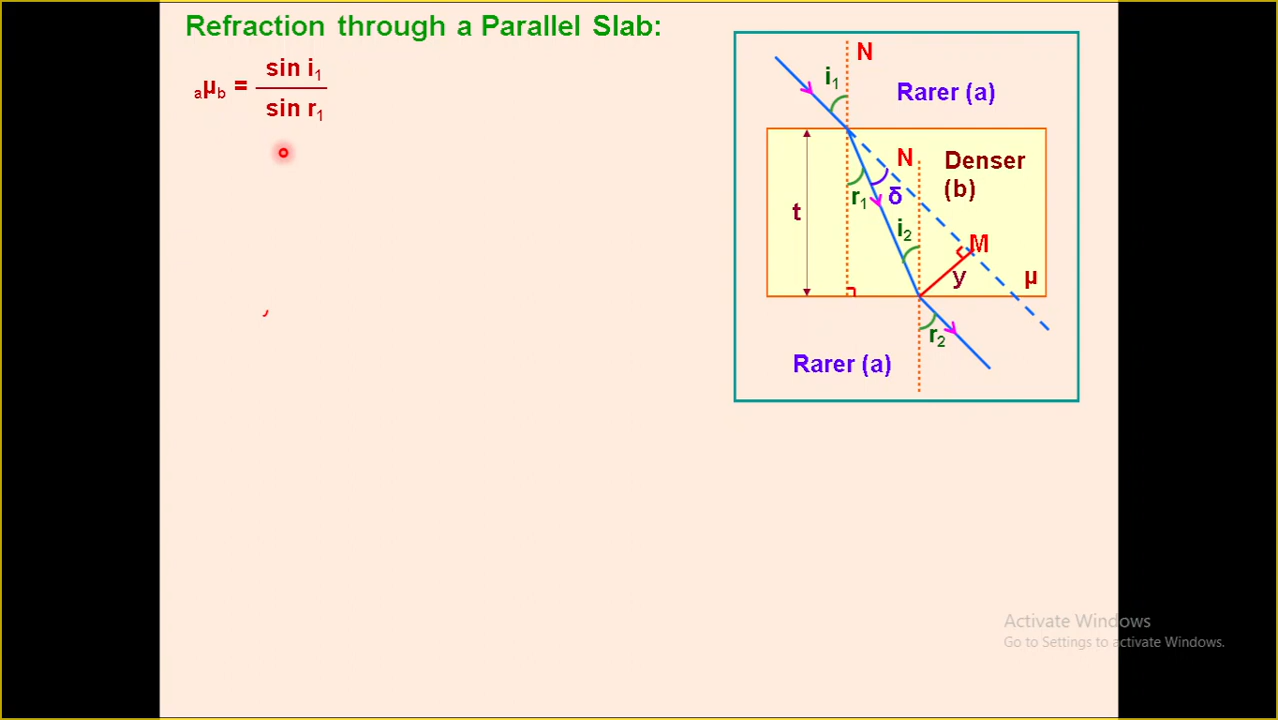 Refraction through a Parallel Slab:
aμb = sin i1
sin r1
N
i1
Rarer (a)
N
Denser
(b)
r1
δ
t
i2
M
y
μ
r2
Rarer (a)
Activate Windows
Go to Settings to activate Windows.